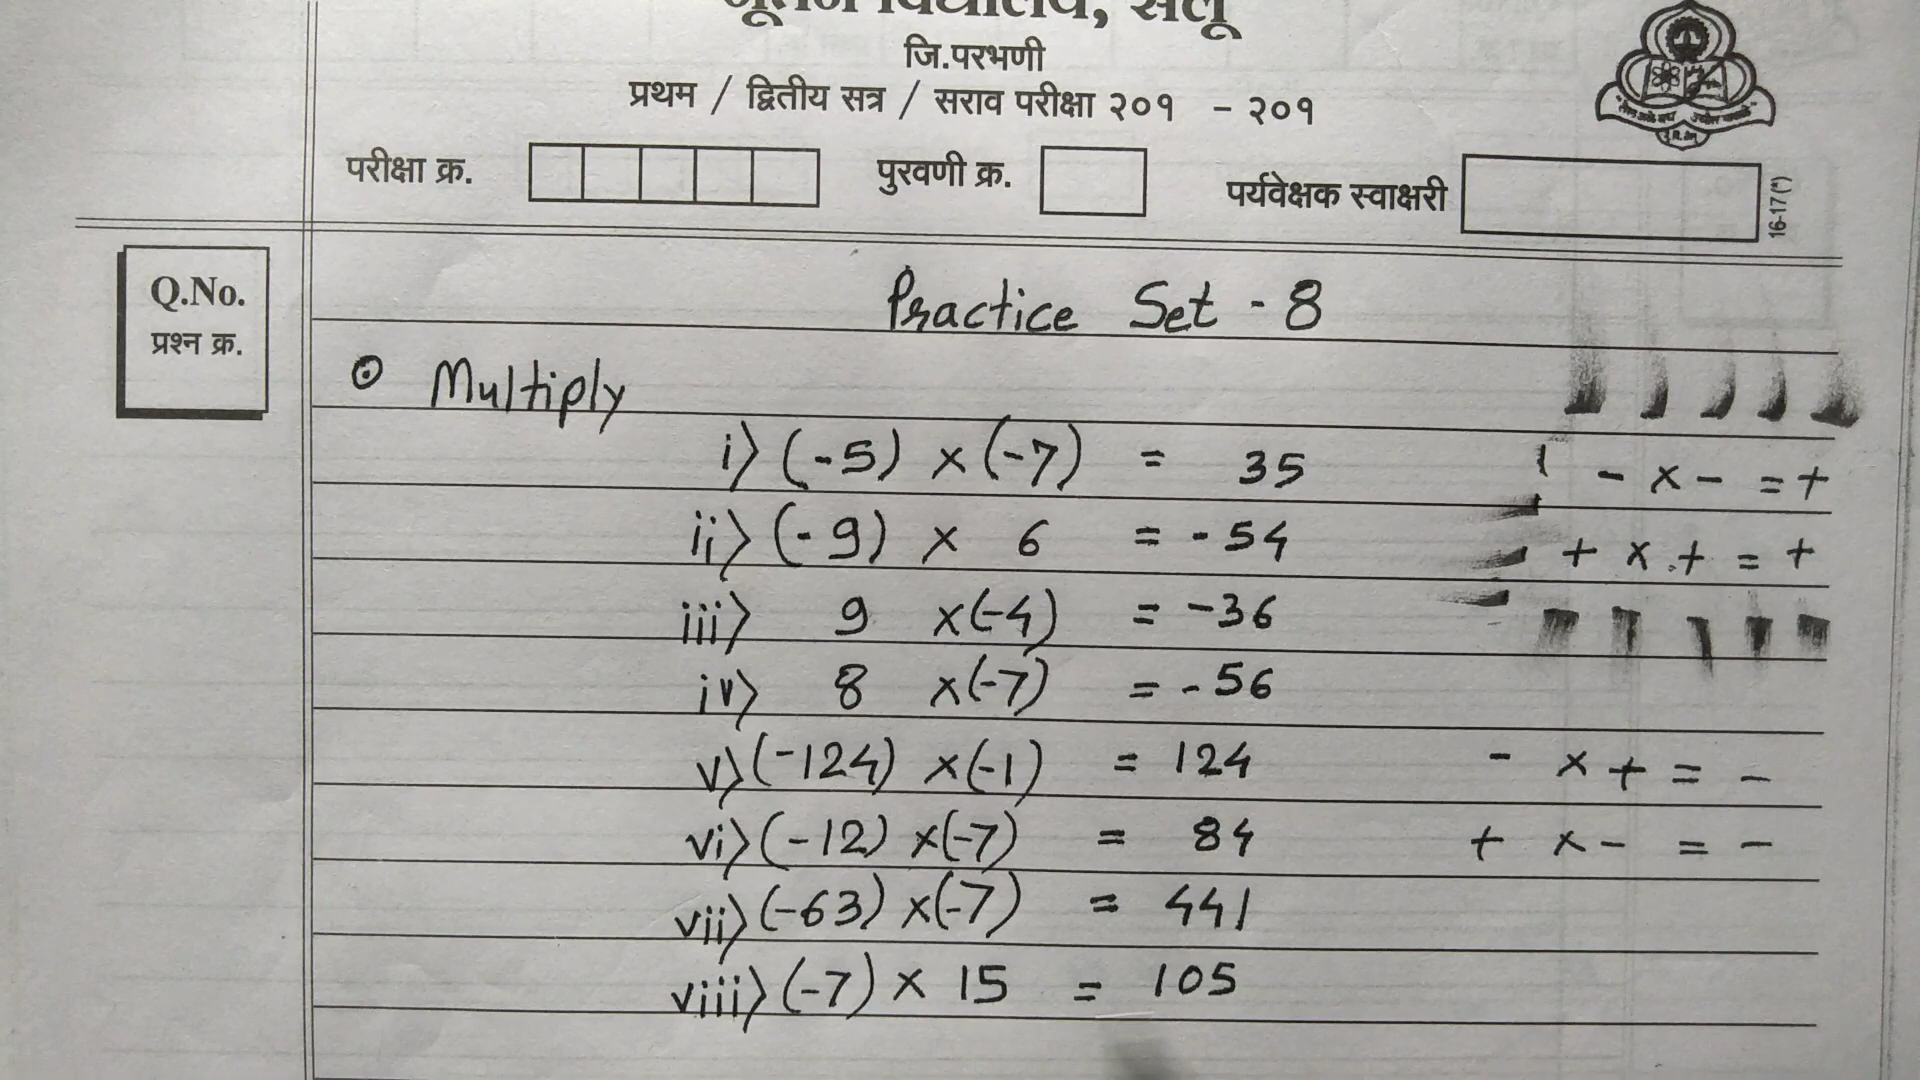 जि.परभणी
प्रथम / द्वितीय सत्र / सराव परीक्षा २०१ - २०१
परीक्षा क्र. पुरवणी क्र. पर्यवेक्षक स्वाक्षरी
16-17(*)
Q.No.
प्रश्न क्र.
Practice Set - 8
Multiply
i) (-5) × (-7) = 35 - × - = +
ii) (-9) × 6 = -54 + × + = +
iii) 9 ×(-4) = -36
iv) 8 ×(-7) = -56
v) (-124) ×(-1) = 124 - × + = -
vi) (-12) ×(-7) = 84 + × - = -
vii) (-63) ×(-7) = 441
viii) (-7) × 15 = 105